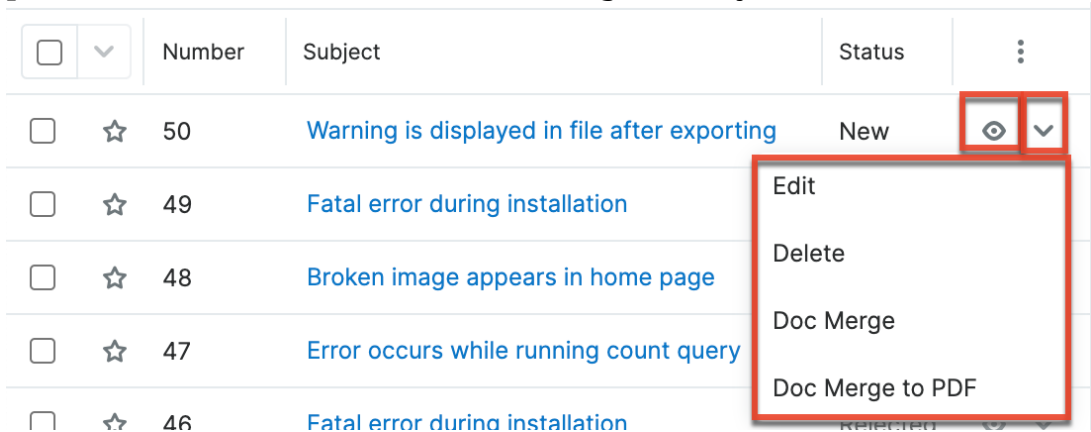 Number Subject Status
50 Warning is displayed in file after exporting New
Edit
49 Fatal error during installation
Delete
48 Broken image appears in home page
Doc Merge
47 Error occurs while running count query
Doc Merge to PDF
46 Fatal error during installation Rejected